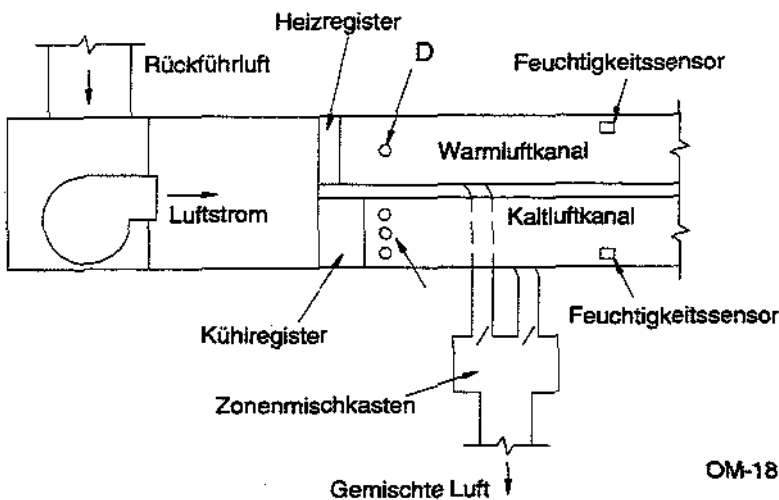 Heizregister
D
Rückführluft
Feuchtigkeitssensor
Warmluftkanal
Luftstrom
Kaltluftkanal
Kühlregister
Feuchtigkeitssensor
Zonenmischkasten
Gemischte Luft
OM-18